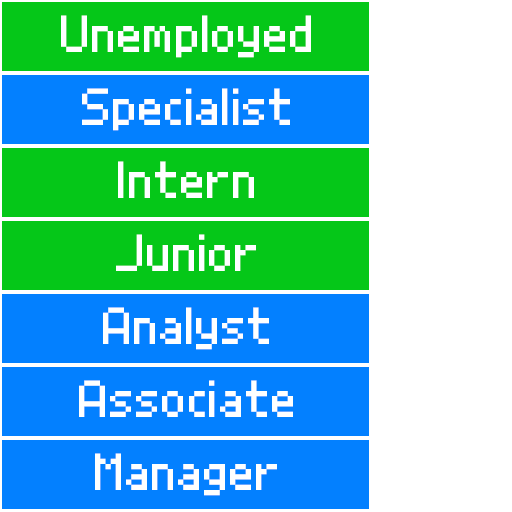 Unemployed
Specialist
Intern
Junior
Analyst
Associate
Manager